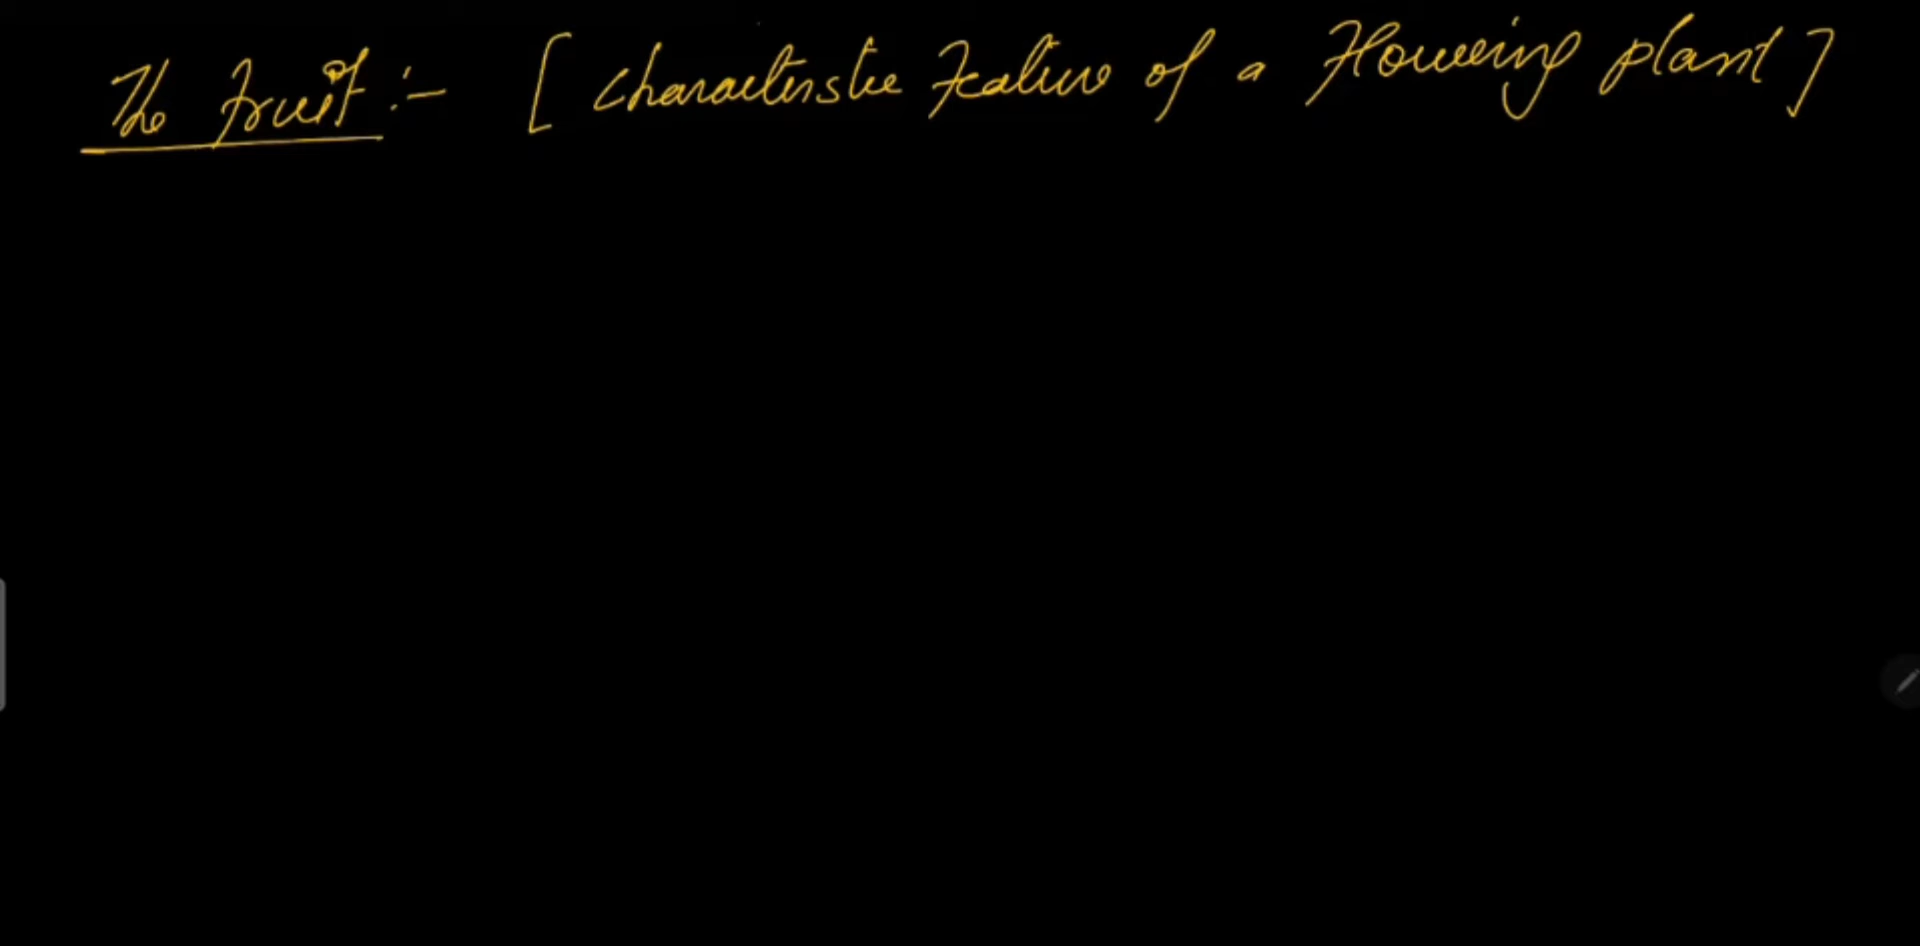 The fruit :- [ characteristic Feature of a Flowering plant ]